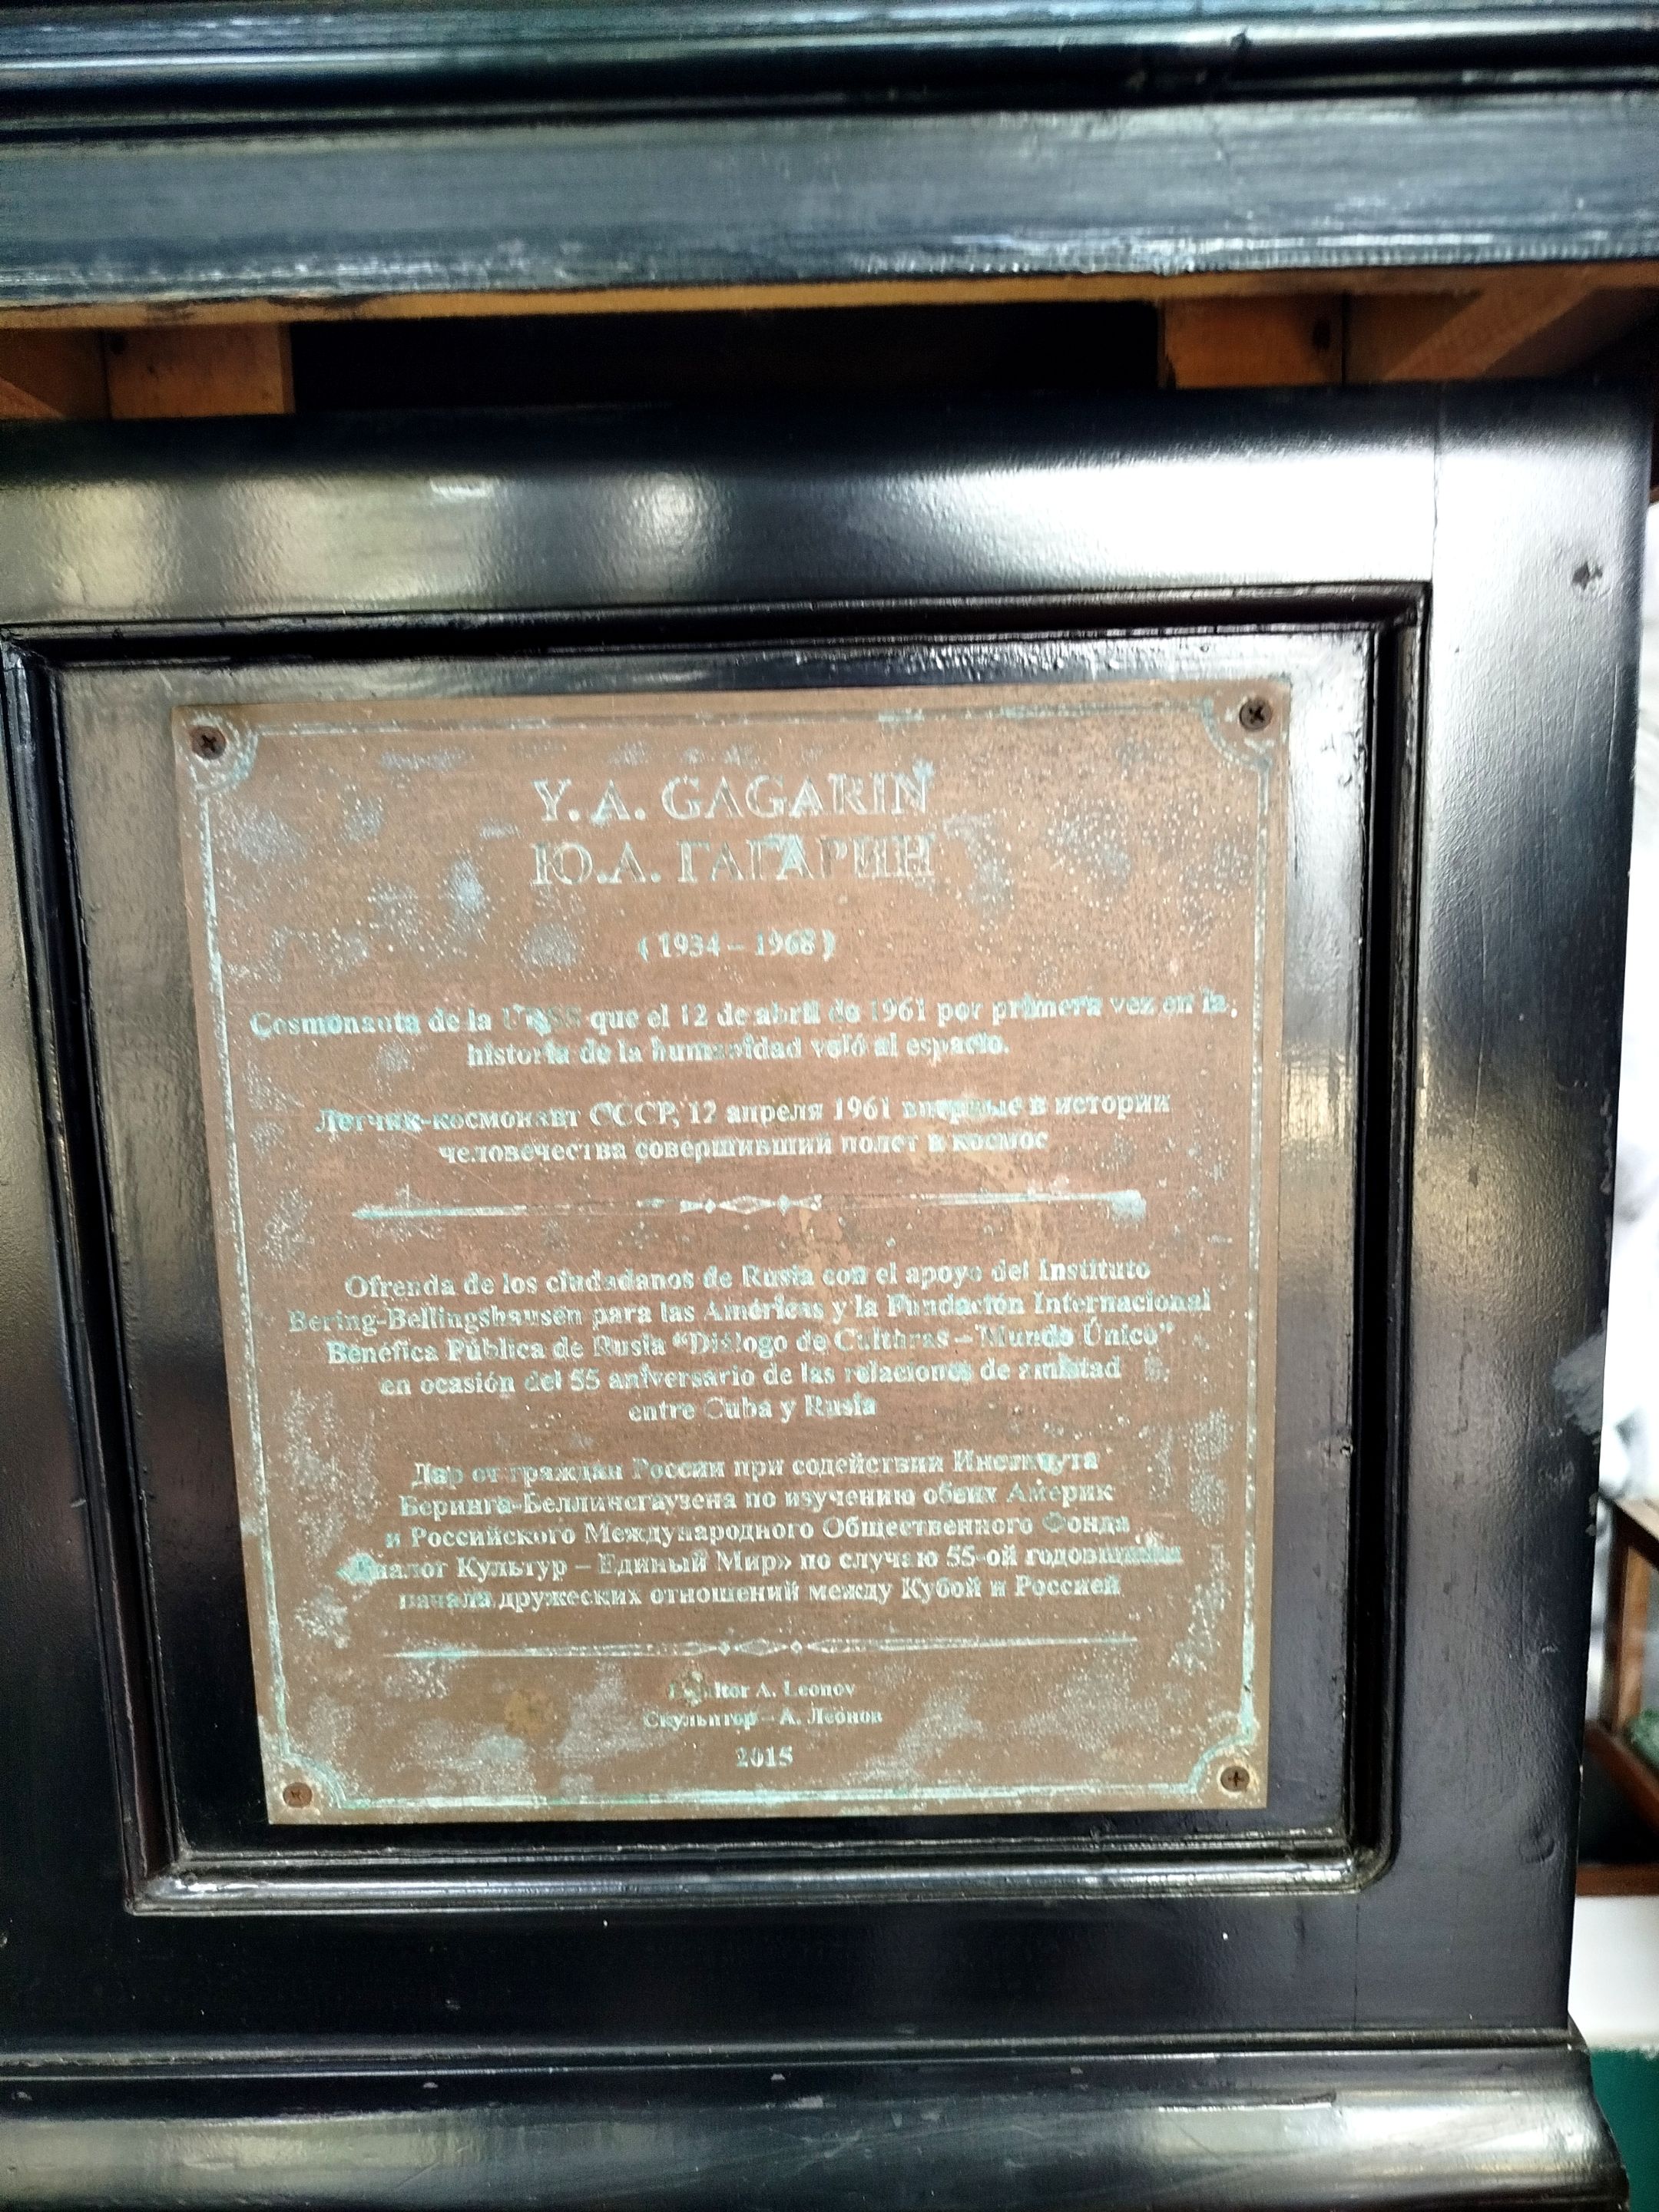 Y. A. GAGARIN
Ю.А. ГАГАРИН
( 1934 – 1968 )
Cosmonauta de la URSS que el 12 de abril de 1961 por primera vez en la
historia de la humanidad voló al espacio.
Летчик-космонавт СССР, 12 апреля 1961 впервые в истории
человечества совершивший полет в космос
Ofrenda de los ciudadanos de Rusia con el apoyo del Instituto
Bering-Bellingshausen para las Américas y la Fundación Internacional
Benéfica Pública de Rusia “Diálogo de Culturas – Mundo Único”
en ocasión del 55 aniversario de las relaciones de amistad
entre Cuba y Rusia
Дар от граждан России при содействии Института
Беринга-Беллинсгаузена по изучению обеих Америк
и Российского Международного Общественного Фонда
«Диалог Культур – Единый Мир» по случаю 55-ой годовщины
начала дружеских отношений между Кубой и Россией
A. Leonov
Скульптор – А. Леонов
2015